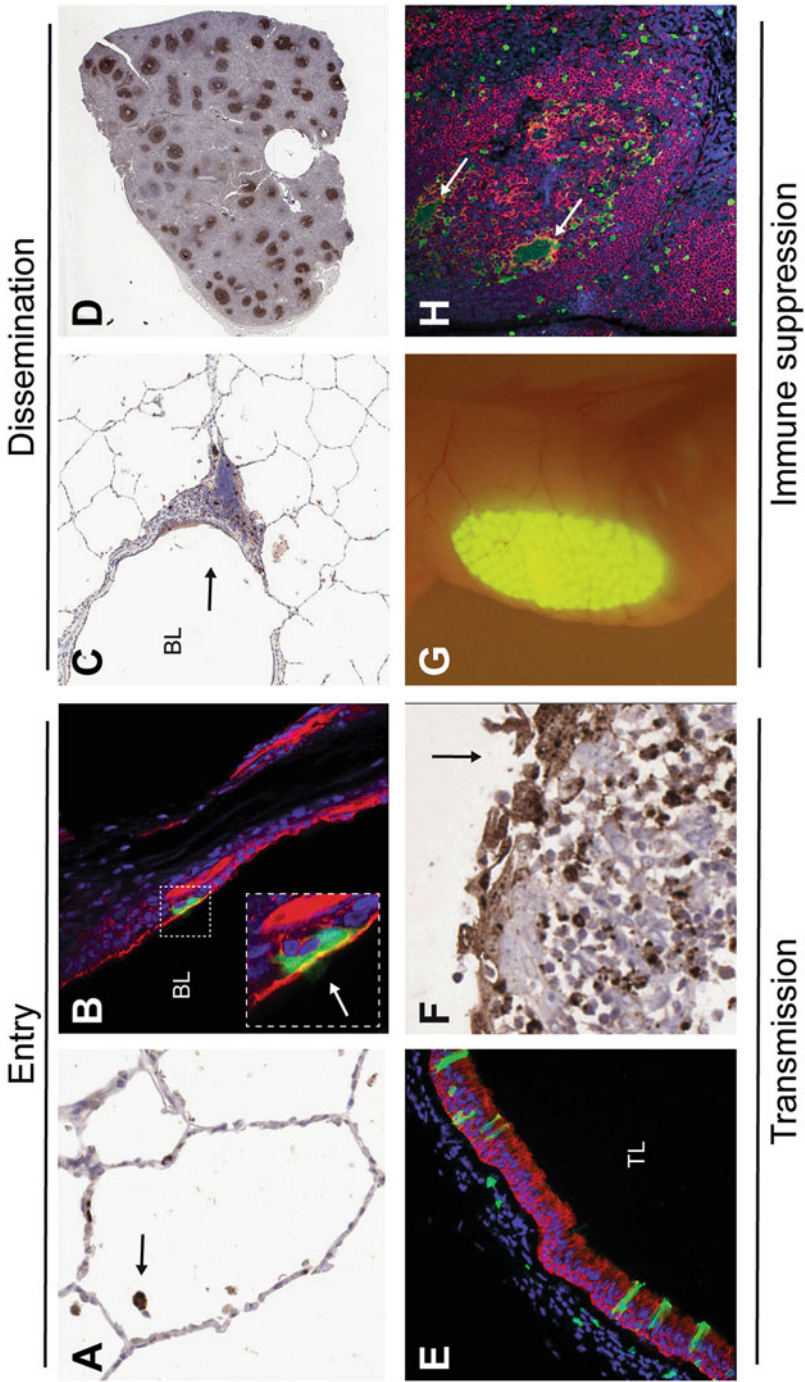 Entry
Dissemination
A
B
BL
C
BL
D
E
TL
F
G
H
Transmission
Immune suppression